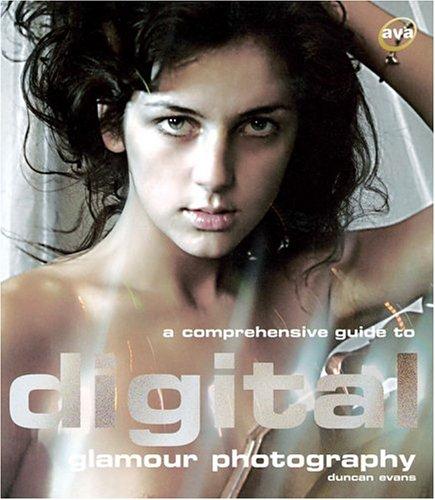 ava
a comprehensive guide to
digital
glamour photography
duncan evans